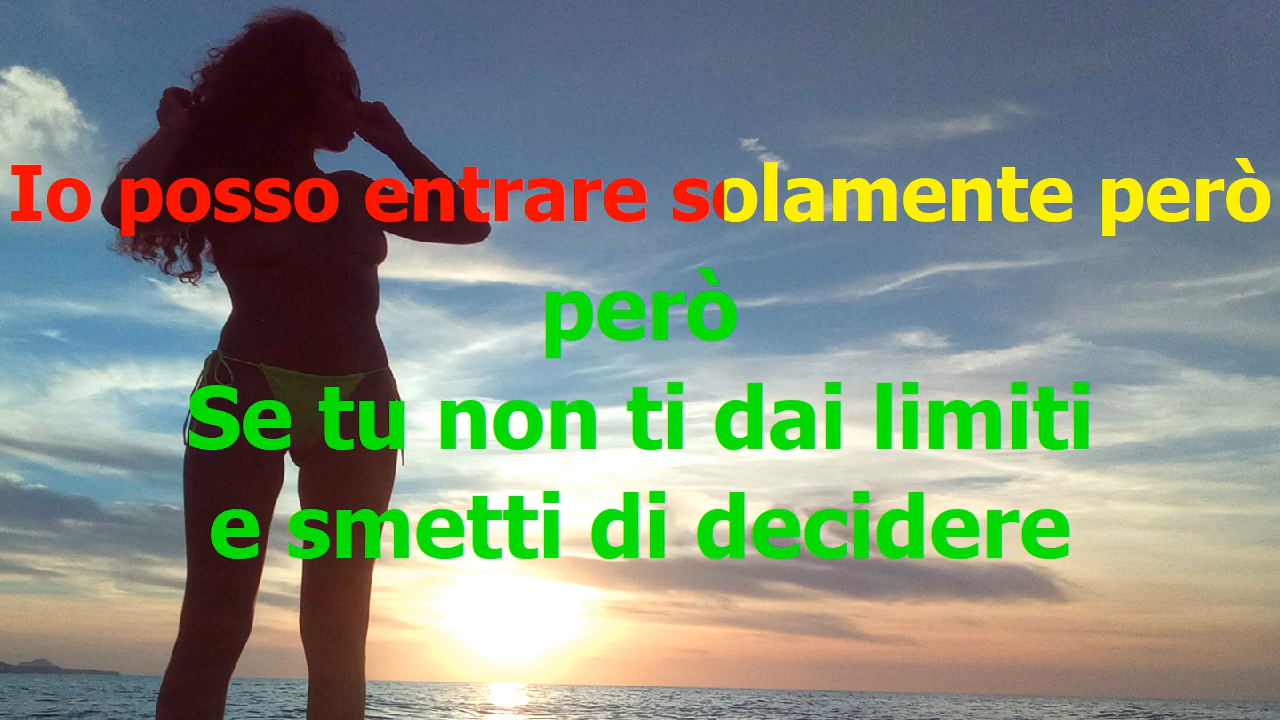 Io posso entrare solamente però
però
Se tu non ti dai limiti
e smetti di decidere